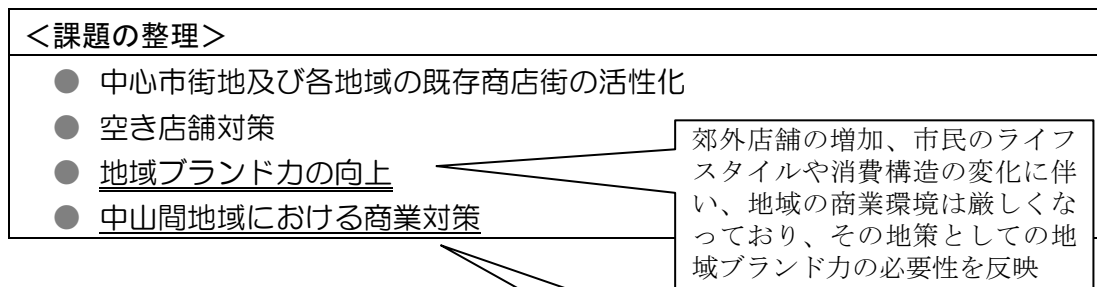 <課題の整理>
● 中心市街地及び各地域の既存商店街の活性化
● 空き店舗対策
● 地域ブランド力の向上
● 中山間地域における商業対策
郊外店舗の増加、市民のライフ
スタイルや消費構造の変化に伴
い、地域の商業環境は厳しくな
っており、その地策としての地
域ブランド力の必要性を反映